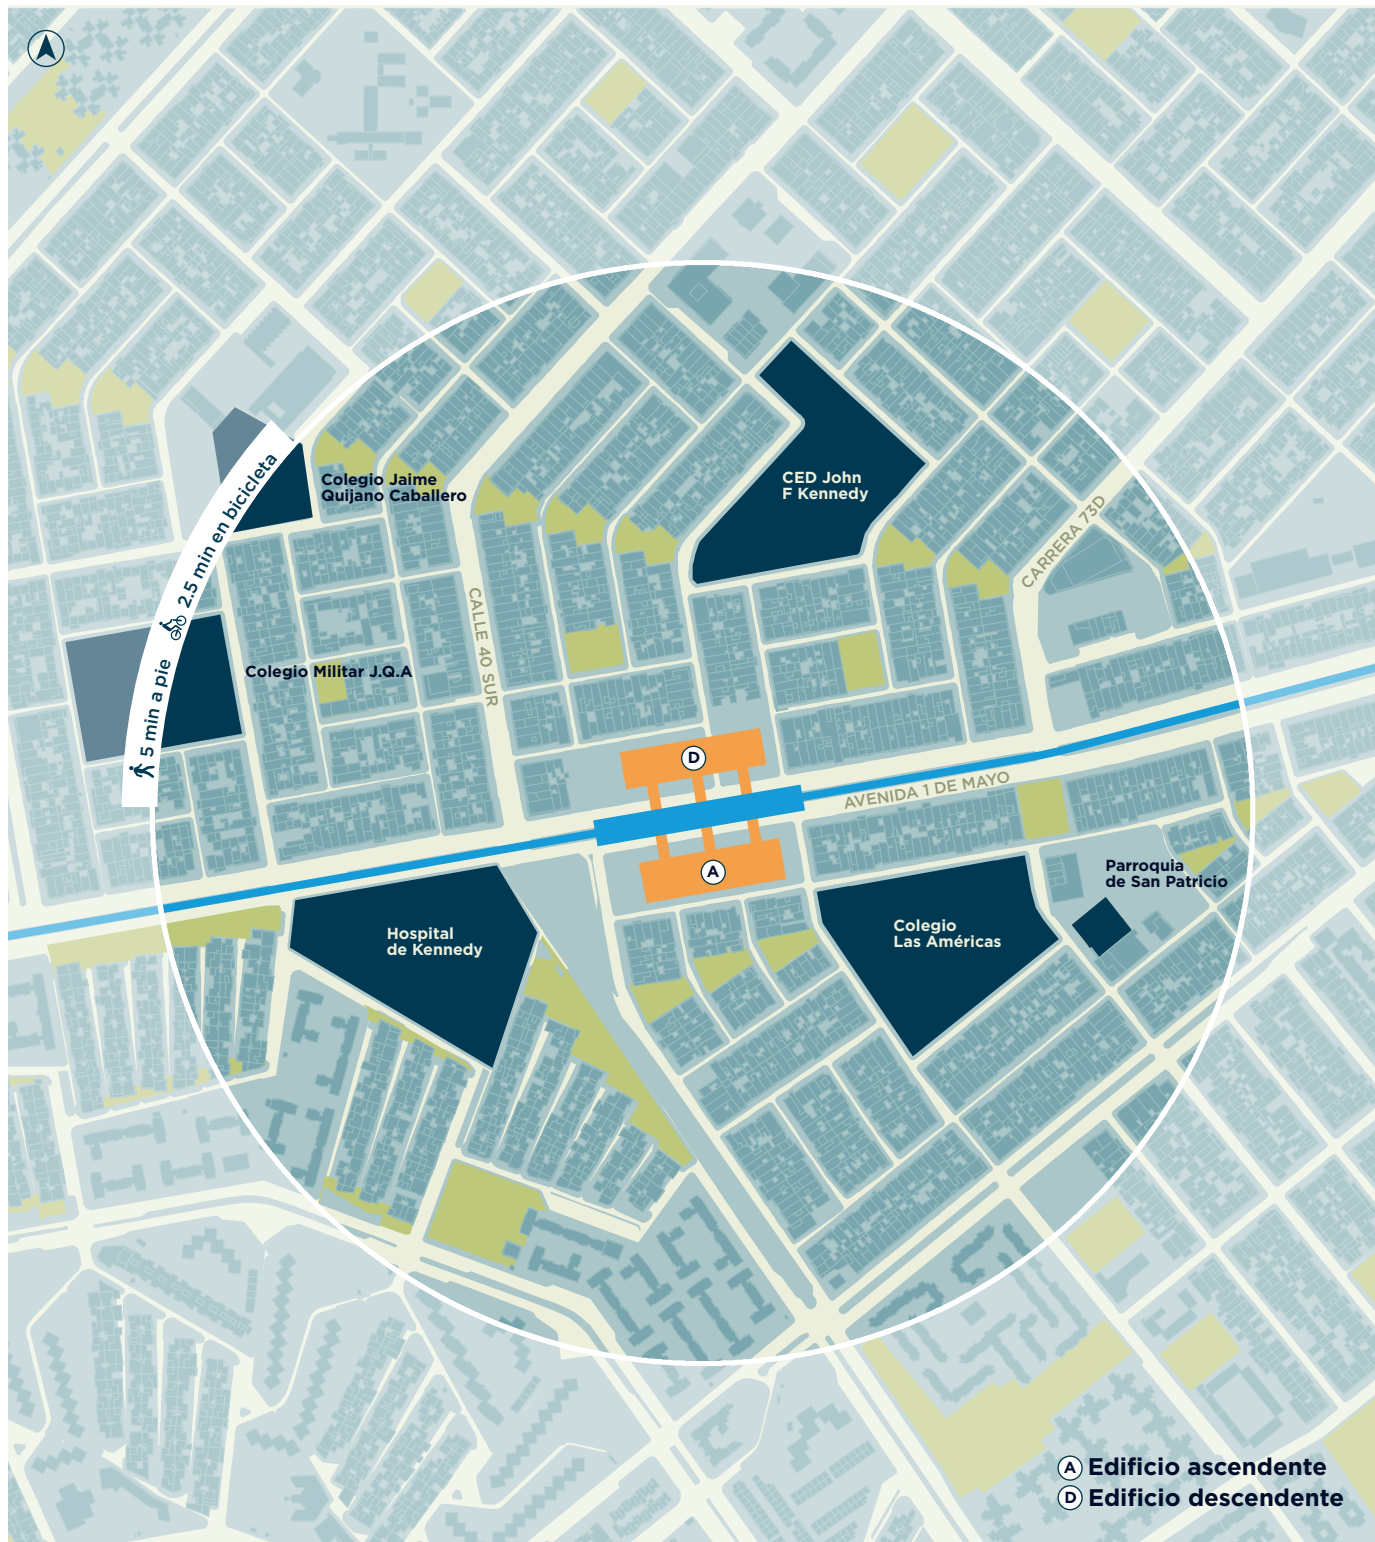 Colegio Jaime
Quijano Caballero
CED John
F Kennedy
2.5 min en bicicleta
CARRERA 73D
CALLE 40 SUR
5 min a pie
Colegio Militar J.Q.A
D
AVENIDA 1 DE MAYO
A
Parroquia
de San Patricio
Hospital
de Kennedy
Colegio
Las Américas
A Edificio ascendente
D Edificio descendente